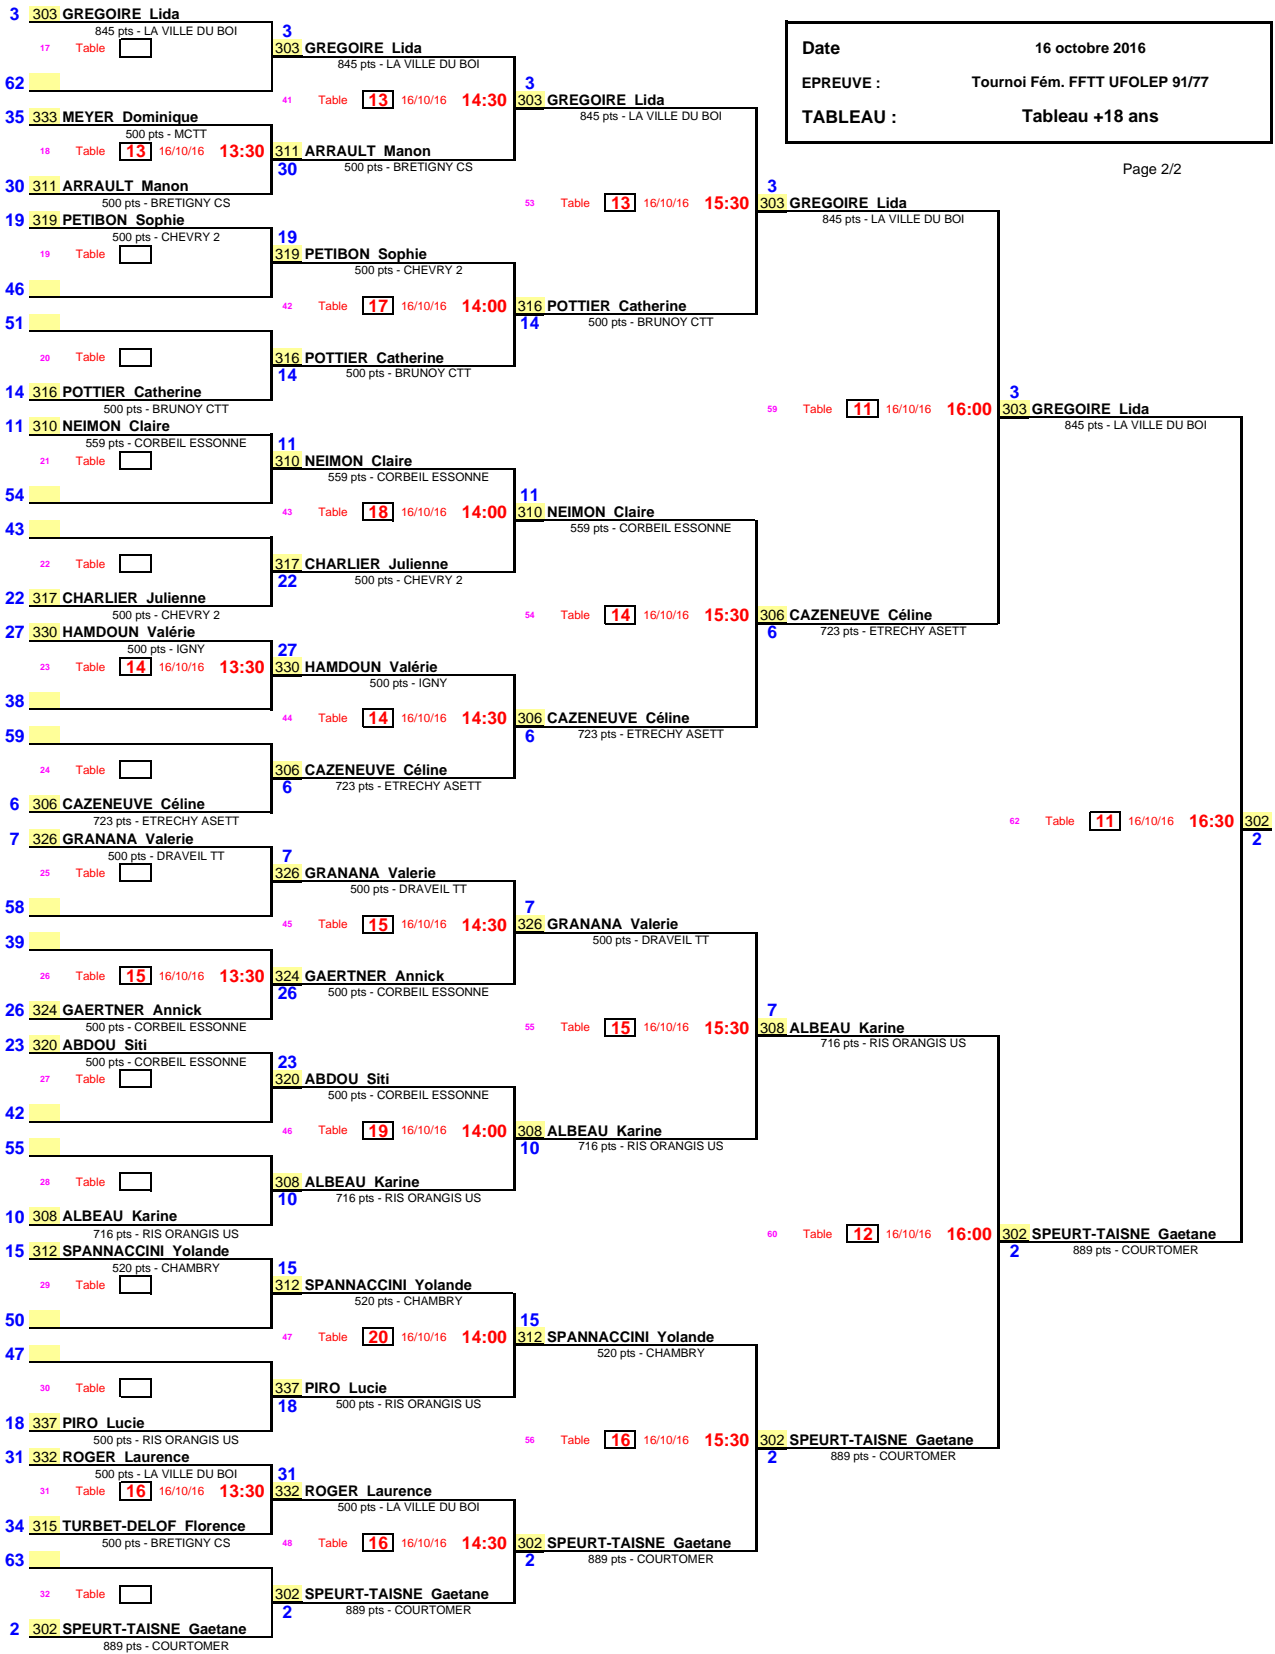 Date 16 octobre 2016
EPREUVE : Tournoi Fém. FFTT UFOLEP 91/77
TABLEAU : Tableau +18 ans
Page 2/2
3 303 GREGOIRE Lida
845 pts - LA VILLE DU BOI
17 Table
62
35 333 MEYER Dominique
500 pts - MCTT
18 Table 13 16/10/16 13:30
30 311 ARRAULT Manon
500 pts - BRETIGNY CS
19 319 PETIBON Sophie
500 pts - CHEVRY 2
19 Table
46
51
20 Table
14 316 POTTIER Catherine
500 pts - BRUNOY CTT
11 310 NEIMON Claire
559 pts - CORBEIL ESSONNE
21 Table
54
43
22 Table
22 317 CHARLIER Julienne
500 pts - CHEVRY 2
27 330 HAMDOUN Valérie
500 pts - IGNY
23 Table 14 16/10/16 13:30
38
59
24 Table
6 306 CAZENEUVE Céline
723 pts - ETRECHY ASETT
7 326 GRANANA Valerie
500 pts - DRAVEIL TT
25 Table
58
39
26 Table 15 16/10/16 13:30
26 324 GAERTNER Annick
500 pts - CORBEIL ESSONNE
23 320 ABDOU Siti
500 pts - CORBEIL ESSONNE
27 Table
42
55
28 Table
10 308 ALBEAU Karine
716 pts - RIS ORANGIS US
15 312 SPANNACCINI Yolande
520 pts - CHAMBRY
29 Table
50
47
30 Table
18 337 PIRO Lucie
500 pts - RIS ORANGIS US
31 332 ROGER Laurence
500 pts - LA VILLE DU BOI
31 Table 16 16/10/16 13:30
34 315 TURBET-DELOF Florence
500 pts - BRETIGNY CS
63
32 Table
2 302 SPEURT-TAISNE Gaetane
889 pts - COURTOMER
3
303 GREGOIRE Lida
845 pts - LA VILLE DU BOI
41 Table 13 16/10/16 14:30
311 ARRAULT Manon
30 500 pts - BRETIGNY CS
19
319 PETIBON Sophie
500 pts - CHEVRY 2
42 Table 17 16/10/16 14:00
316 POTTIER Catherine
14 500 pts - BRUNOY CTT
11
310 NEIMON Claire
559 pts - CORBEIL ESSONNE
43 Table 18 16/10/16 14:00
317 CHARLIER Julienne
22 500 pts - CHEVRY 2
27
330 HAMDOUN Valérie
500 pts - IGNY
44 Table 14 16/10/16 14:30
306 CAZENEUVE Céline
6 723 pts - ETRECHY ASETT
7
326 GRANANA Valerie
500 pts - DRAVEIL TT
45 Table 15 16/10/16 14:30
324 GAERTNER Annick
26 500 pts - CORBEIL ESSONNE
23
320 ABDOU Siti
500 pts - CORBEIL ESSONNE
46 Table 19 16/10/16 14:00
308 ALBEAU Karine
10 716 pts - RIS ORANGIS US
15
312 SPANNACCINI Yolande
520 pts - CHAMBRY
47 Table 20 16/10/16 14:00
337 PIRO Lucie
18 500 pts - RIS ORANGIS US
31
332 ROGER Laurence
500 pts - LA VILLE DU BOI
48 Table 16 16/10/16 14:30
302 SPEURT-TAISNE Gaetane
2 889 pts - COURTOMER
3
303 GREGOIRE Lida
845 pts - LA VILLE DU BOI
53 Table 13 16/10/16 15:30
316 POTTIER Catherine
14 500 pts - BRUNOY CTT
11
310 NEIMON Claire
559 pts - CORBEIL ESSONNE
54 Table 14 16/10/16 15:30
306 CAZENEUVE Céline
6 723 pts - ETRECHY ASETT
7
326 GRANANA Valerie
500 pts - DRAVEIL TT
55 Table 15 16/10/16 15:30
308 ALBEAU Karine
10 716 pts - RIS ORANGIS US
15
312 SPANNACCINI Yolande
520 pts - CHAMBRY
56 Table 16 16/10/16 15:30
302 SPEURT-TAISNE Gaetane
2 889 pts - COURTOMER
3
303 GREGOIRE Lida
845 pts - LA VILLE DU BOI
59 Table 11 16/10/16 16:00
306 CAZENEUVE Céline
6 723 pts - ETRECHY ASETT
7
308 ALBEAU Karine
716 pts - RIS ORANGIS US
60 Table 12 16/10/16 16:00
302 SPEURT-TAISNE Gaetane
2 889 pts - COURTOMER
3
303 GREGOIRE Lida
845 pts - LA VILLE DU BOI
62 Table 11 16/10/16 16:30
302 SPEURT-TAISNE Gaetane
2 889 pts - COURTOMER
302
2